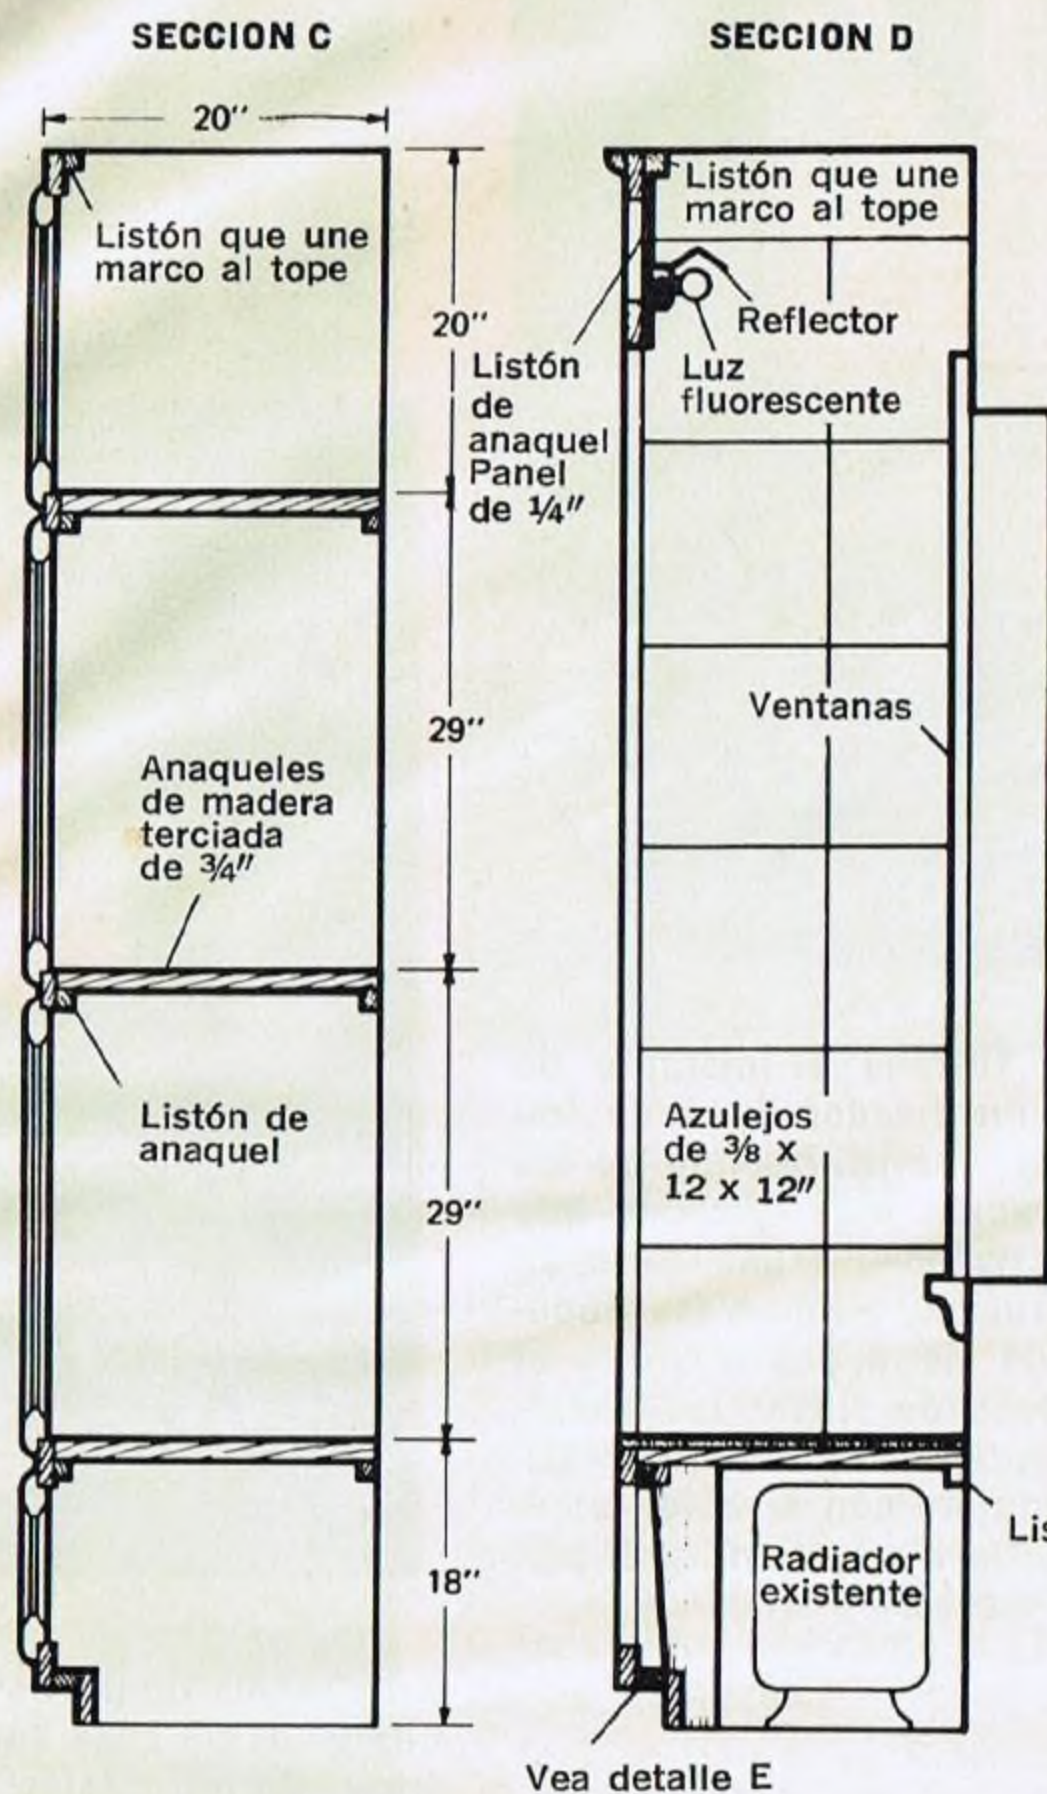 SECCION C
20"
Listón que une
marco al tope
20"
29"
Anaqueles
de madera
terciada
de ¾"
Listón de
anaquel
29"
18"
SECCION D
Listón que une
marco al tope
Reflector
Listón
de
anaquel
Panel
de ¼"
Luz
fluorescente
Ventanas
Azulejos
de ⅜ x
12 x 12"
Lis
Radiador
existente
Vea detalle E